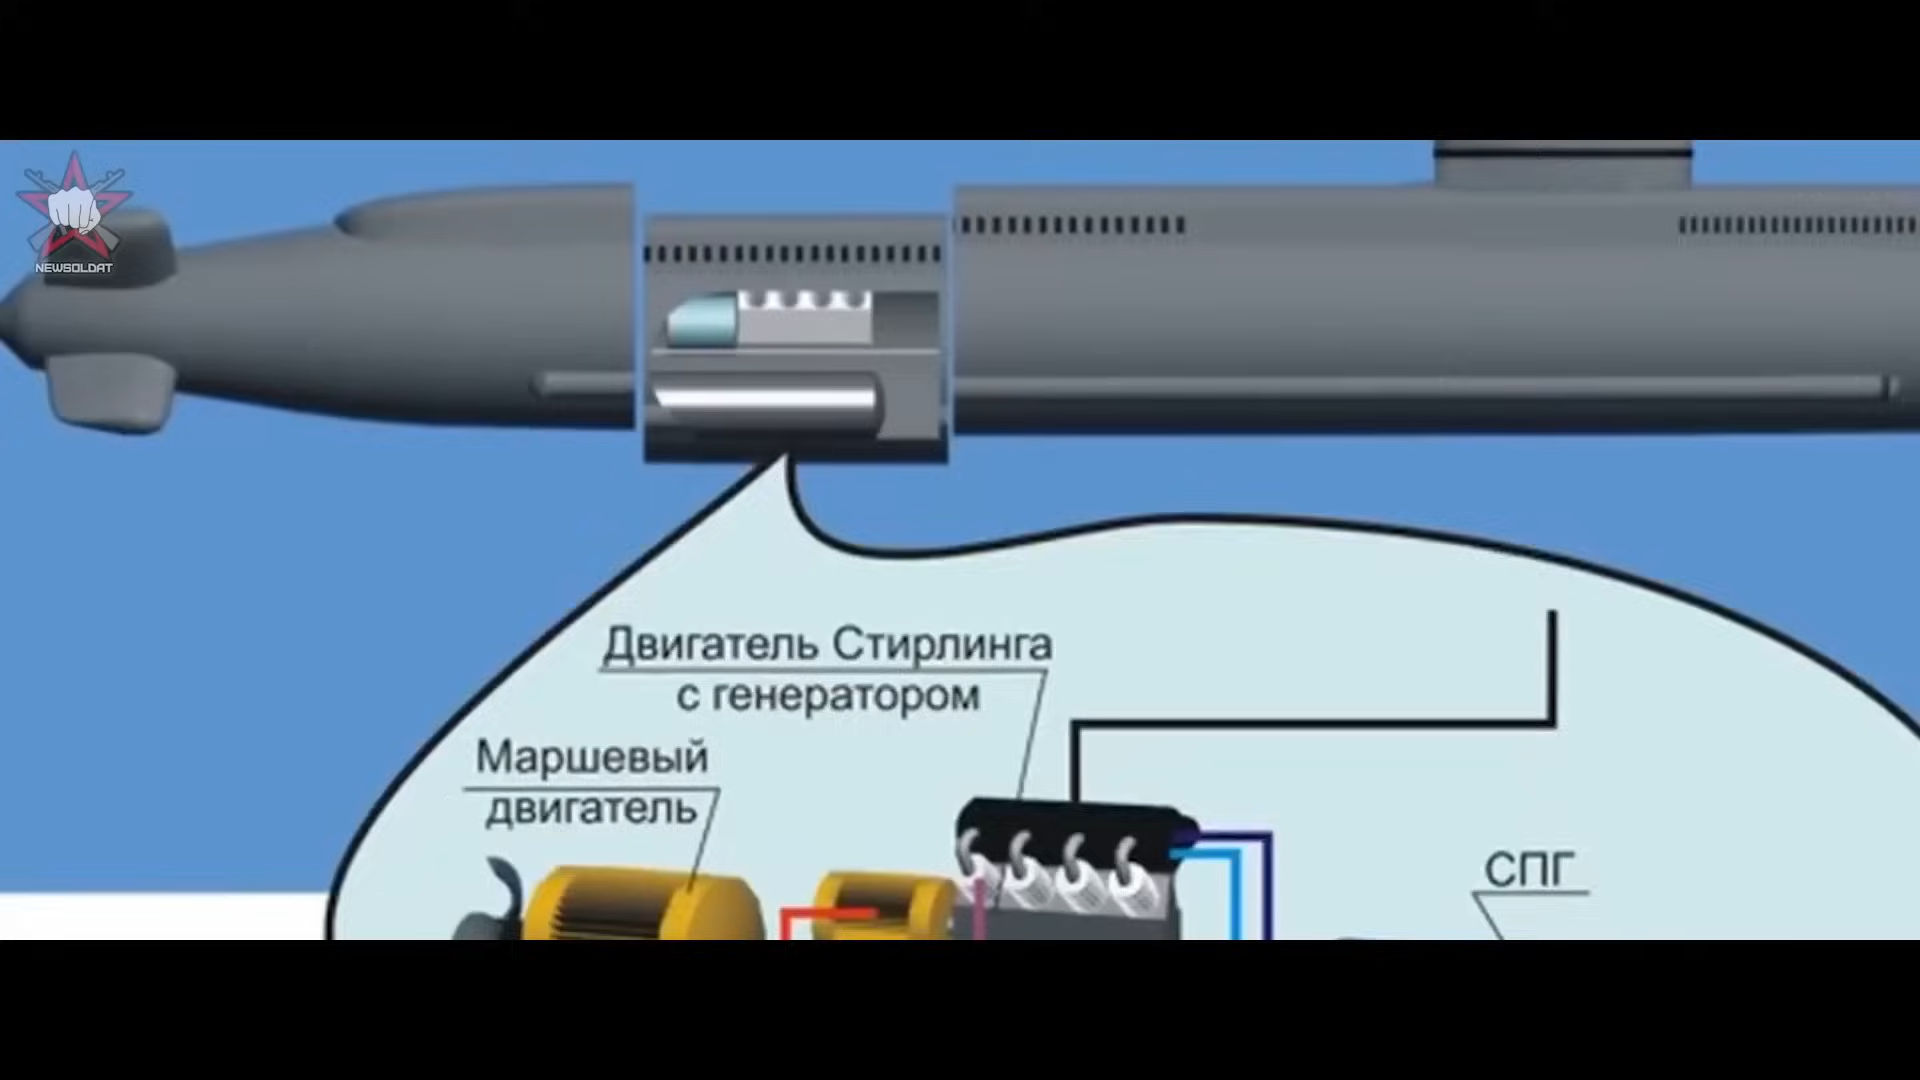 NEWSOLDAT
Двигатель Стирлинга
с генератором
Маршевый
двигатель
СПГ